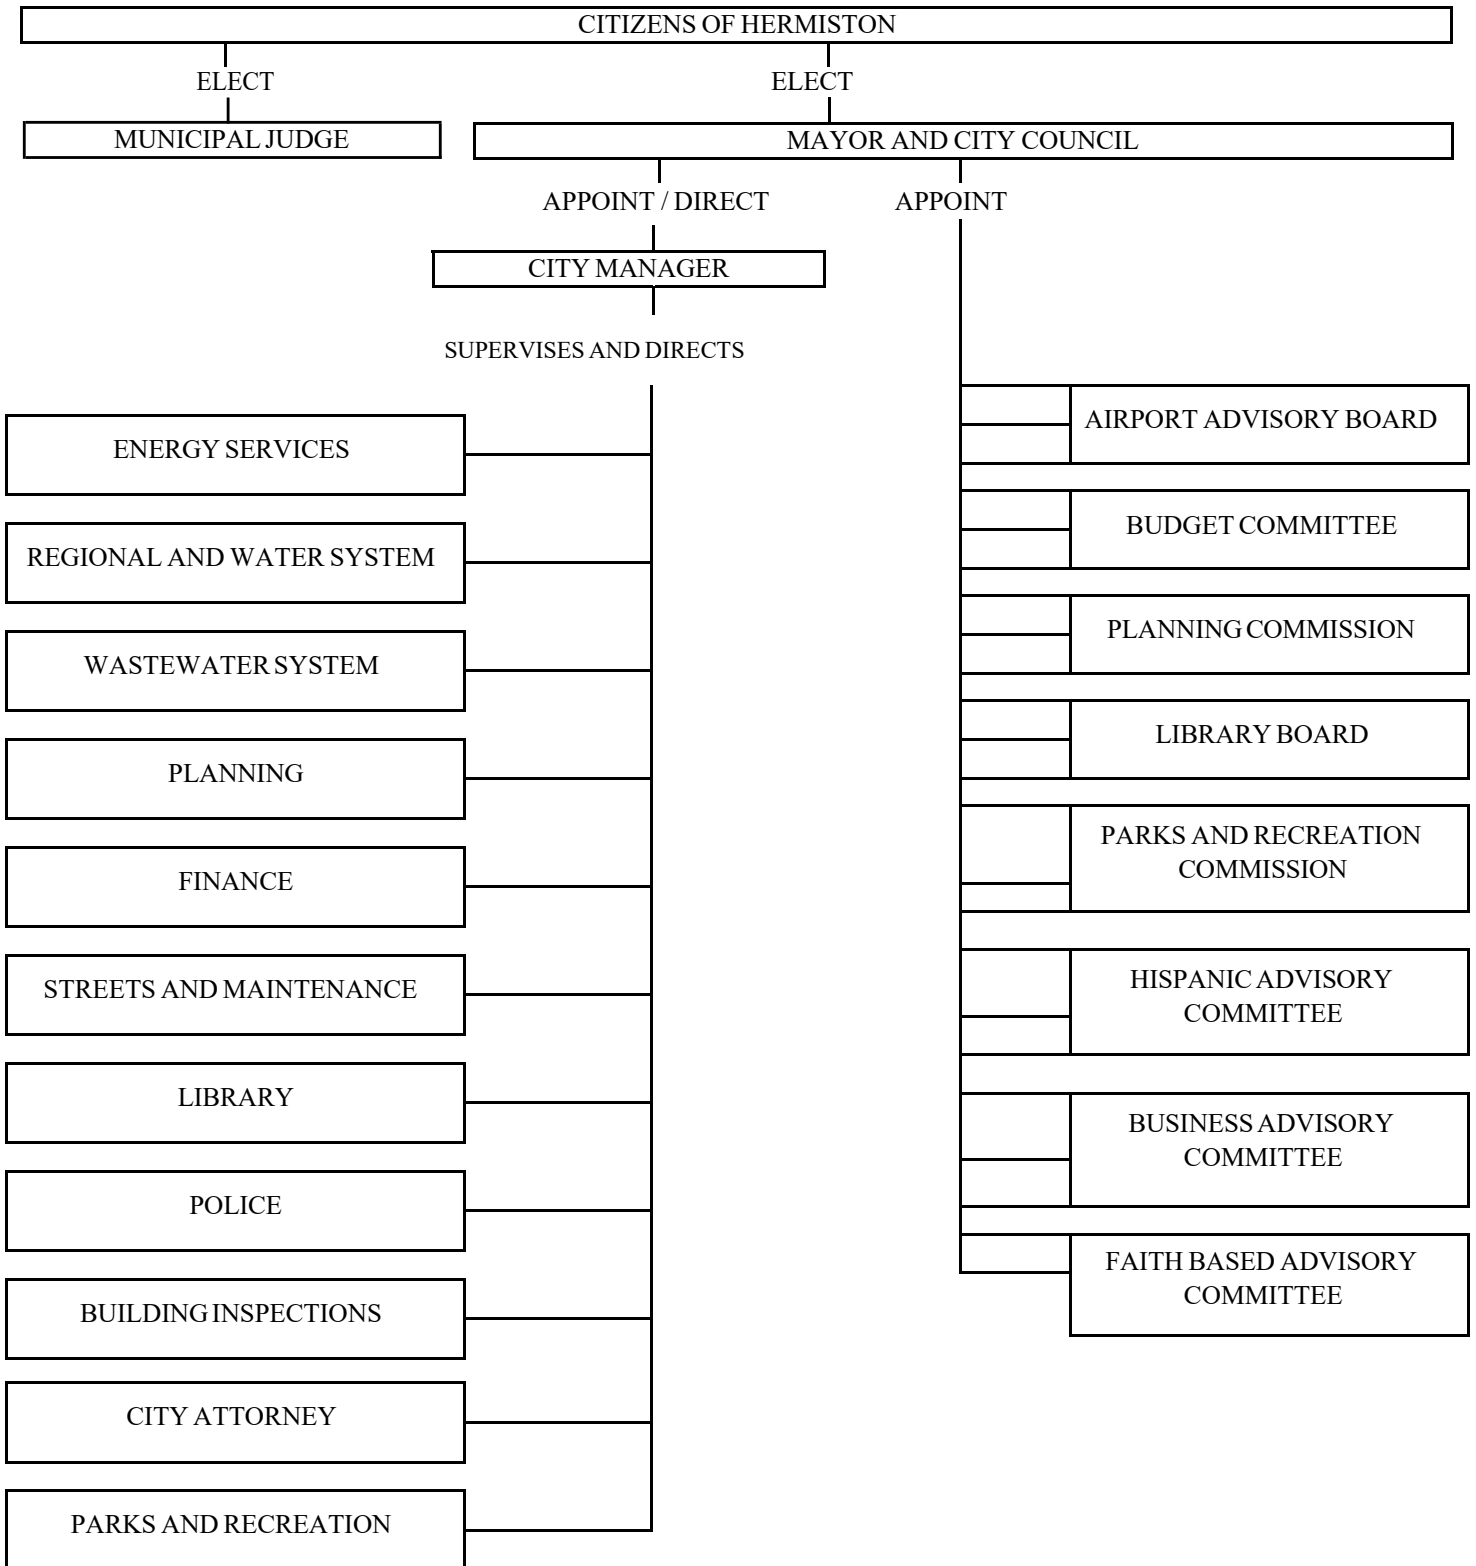 CITIZENS OF HERMISTON
ELECT
ELECT
MUNICIPAL JUDGE
MAYOR AND CITY COUNCIL
APPOINT / DIRECT
APPOINT
CITY MANAGER
SUPERVISES AND DIRECTS
ENERGY SERVICES
REGIONAL AND WATER SYSTEM
WASTEWATER SYSTEM
PLANNING
FINANCE
STREETS AND MAINTENANCE
LIBRARY
POLICE
BUILDING INSPECTIONS
CITY ATTORNEY
PARKS AND RECREATION
AIRPORT ADVISORY BOARD
BUDGET COMMITTEE
PLANNING COMMISSION
LIBRARY BOARD
PARKS AND RECREATION
COMMISSION
HISPANIC ADVISORY
COMMITTEE
BUSINESS ADVISORY
COMMITTEE
FAITH BASED ADVISORY
COMMITTEE